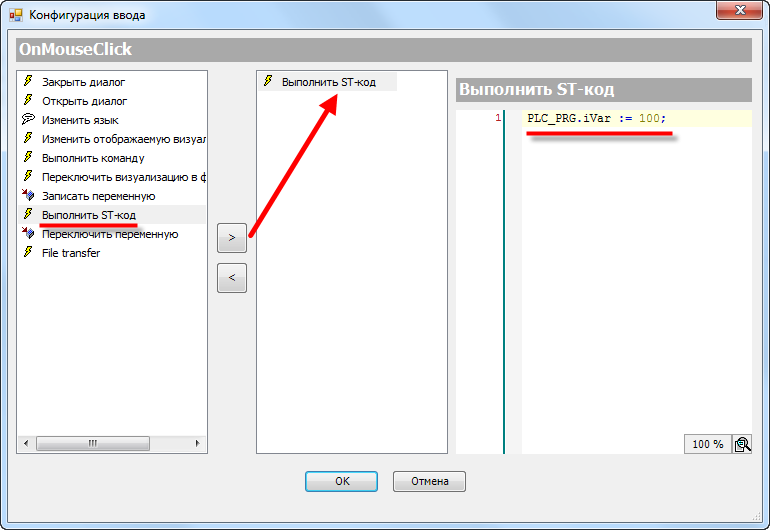 Конфигурация ввода
OnMouseClick
Закрыть диалог
Открыть диалог
Изменить язык
Изменить отображаемую визуал
Выполнить команду
Переключить визуализацию в ф
Записать переменную
Выполнить ST-код
Переключить переменную
File transfer
>
<
Выполнить ST-код
Выполнить ST-код
1 PLC_PRG.iVar := 100;
100 %
OK
Отмена